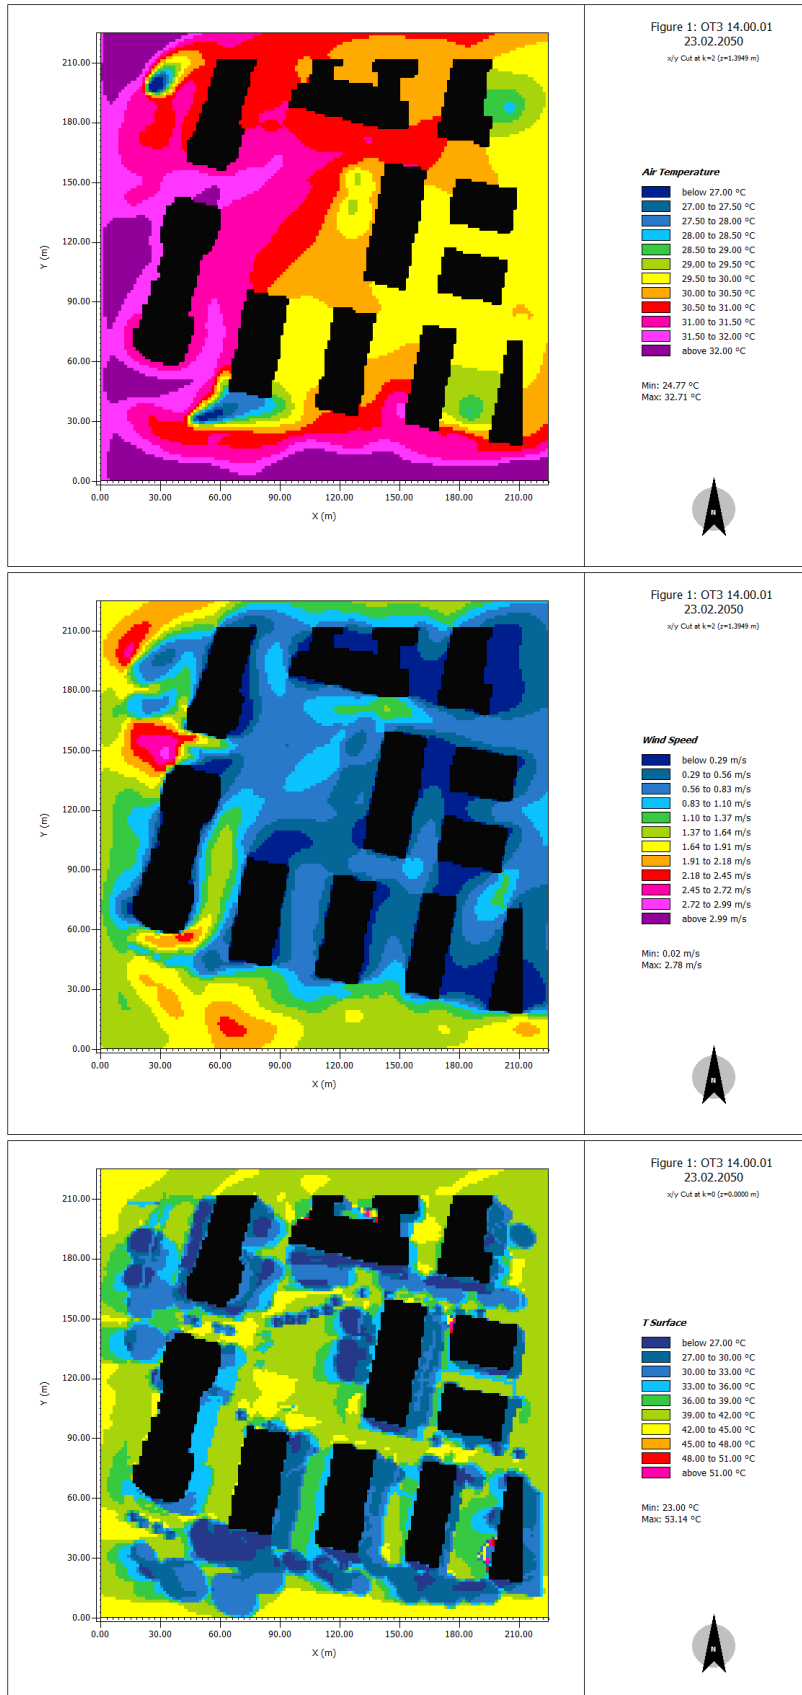 Figure 1: OT3 14.00.01
23.02.2050
x/y Cut at k=2 (z=1.3949 m)
Air Temperature
below 27.00 °C
27.00 to 27.50 °C
27.50 to 28.00 °C
28.00 to 28.50 °C
28.50 to 29.00 °C
29.00 to 29.50 °C
29.50 to 30.00 °C
30.00 to 30.50 °C
30.50 to 31.00 °C
31.00 to 31.50 °C
31.50 to 32.00 °C
above 32.00 °C
Min: 24.77 °C
Max: 32.71 °C
N
210.00
180.00
150.00
120.00
90.00
60.00
30.00
0.00
Y (m)
0.00 30.00 60.00 90.00 120.00 150.00 180.00 210.00
X (m)
Figure 1: OT3 14.00.01
23.02.2050
x/y Cut at k=2 (z=1.3949 m)
Wind Speed
below 0.29 m/s
0.29 to 0.56 m/s
0.56 to 0.83 m/s
0.83 to 1.10 m/s
1.10 to 1.37 m/s
1.37 to 1.64 m/s
1.64 to 1.91 m/s
1.91 to 2.18 m/s
2.18 to 2.45 m/s
2.45 to 2.72 m/s
2.72 to 2.99 m/s
above 2.99 m/s
Min: 0.02 m/s
Max: 2.78 m/s
N
210.00
180.00
150.00
120.00
90.00
60.00
30.00
0.00
Y (m)
0.00 30.00 60.00 90.00 120.00 150.00 180.00 210.00
X (m)
Figure 1: OT3 14.00.01
23.02.2050
x/y Cut at k=0 (z=0.0000 m)
T Surface
below 27.00 °C
27.00 to 30.00 °C
30.00 to 33.00 °C
33.00 to 36.00 °C
36.00 to 39.00 °C
39.00 to 42.00 °C
42.00 to 45.00 °C
45.00 to 48.00 °C
48.00 to 51.00 °C
above 51.00 °C
Min: 23.00 °C
Max: 53.14 °C
N
210.00
180.00
150.00
120.00
90.00
60.00
30.00
0.00
Y (m)
0.00 30.00 60.00 90.00 120.00 150.00 180.00 210.00
X (m)